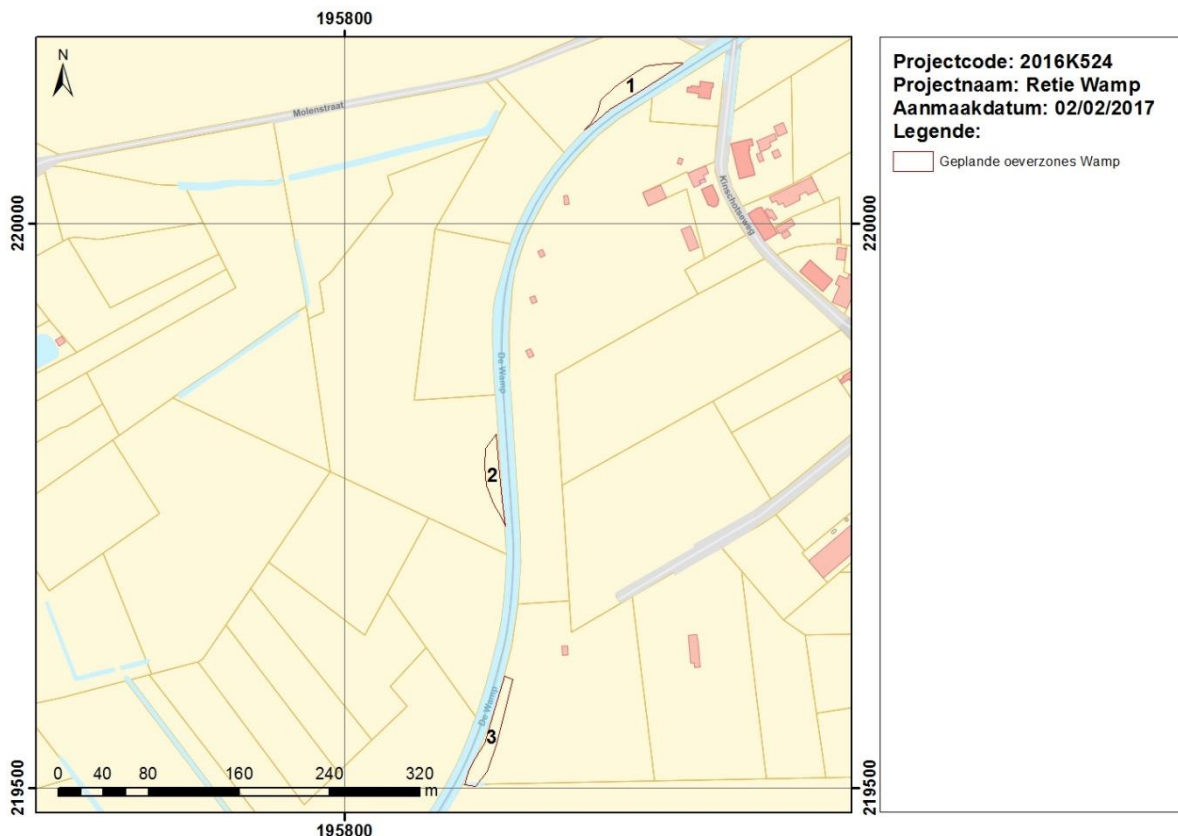 195800
N
1
Molenstraat
Kinschotseweg
220000
220000
De Wamp
2
De Wamp
3
0 40 80 160 240 320
m
219500
219500
195800
Projectcode: 2016K524
Projectnaam: Retie Wamp
Aanmaakdatum: 02/02/2017
Legende:
Geplande oeverzones Wamp